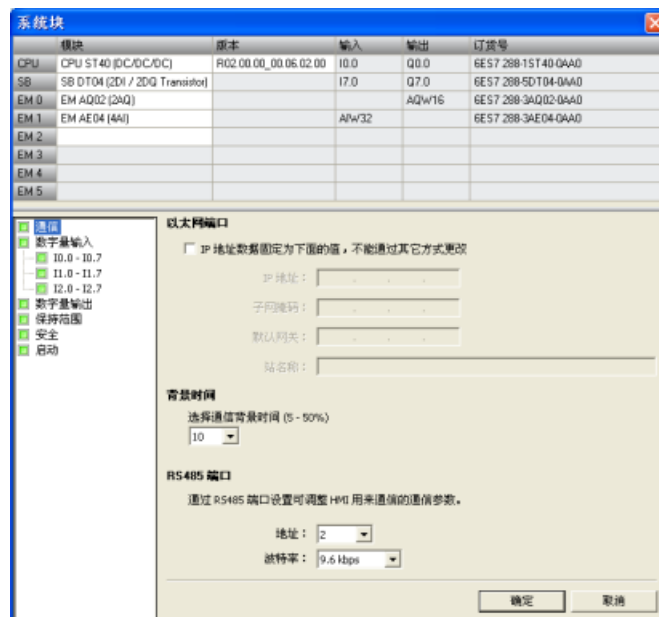 系统块
模块 版本 输入 输出 订货号
CPU CPU ST40 (DC/DC/DC) R02.00.00_00.06.02.00 I0.0 Q0.0 6ES7 288-1ST40-0AA0
SB SB DT04 (2DI / 2DQ Transistor) I7.0 Q7.0 6ES7 288-5DT04-0AA0
EM 0 EM AQ02 (2AQ) AQW16 6ES7 288-3AQ02-0AA0
EM 1 EM AE04 (4AI) AIW32 6ES7 288-3AE04-0AA0
EM 2
EM 3
EM 4
EM 5
通信
数字量输入
I0.0 - I0.7
I1.0 - I1.7
I2.0 - I2.7
数字量输出
保持范围
安全
启动
以太网端口
IP 地址数据固定为下面的值，不能通过其它方式更改
IP 地址：
子网掩码：
默认网关：
站名称：
背景时间
选择通信背景时间 (5 - 50%)
10
RS485 端口
通过 RS485 端口设置可调整 HMI 用来通信的通信参数。
地址： 2
波特率： 9.6 kbps
确定 取消